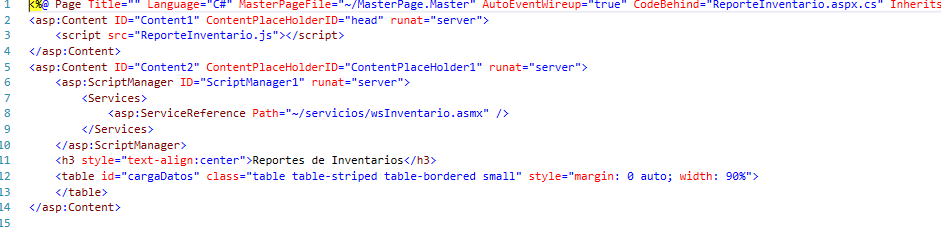 1 <%@ Page Title="" Language="C#" MasterPageFile="~/MasterPage.Master" AutoEventWireup="true" CodeBehind="ReporteInventario.aspx.cs" Inherits
2 <asp:Content ID="Content1" ContentPlaceHolderID="head" runat="server">
3     <script src="ReporteInventario.js"></script>
4 </asp:Content>
5 <asp:Content ID="Content2" ContentPlaceHolderID="ContentPlaceHolder1" runat="server">
6     <asp:ScriptManager ID="ScriptManager1" runat="server">
7         <Services>
8             <asp:ServiceReference Path="~/servicios/wsInventario.asmx" />
9         </Services>
10     </asp:ScriptManager>
11     <h3 style="text-align:center">Reportes de Inventarios</h3>
12     <table id="cargaDatos" class="table table-striped table-bordered small" style="margin: 0 auto; width: 90%">
13     </table>
14 </asp:Content>
15